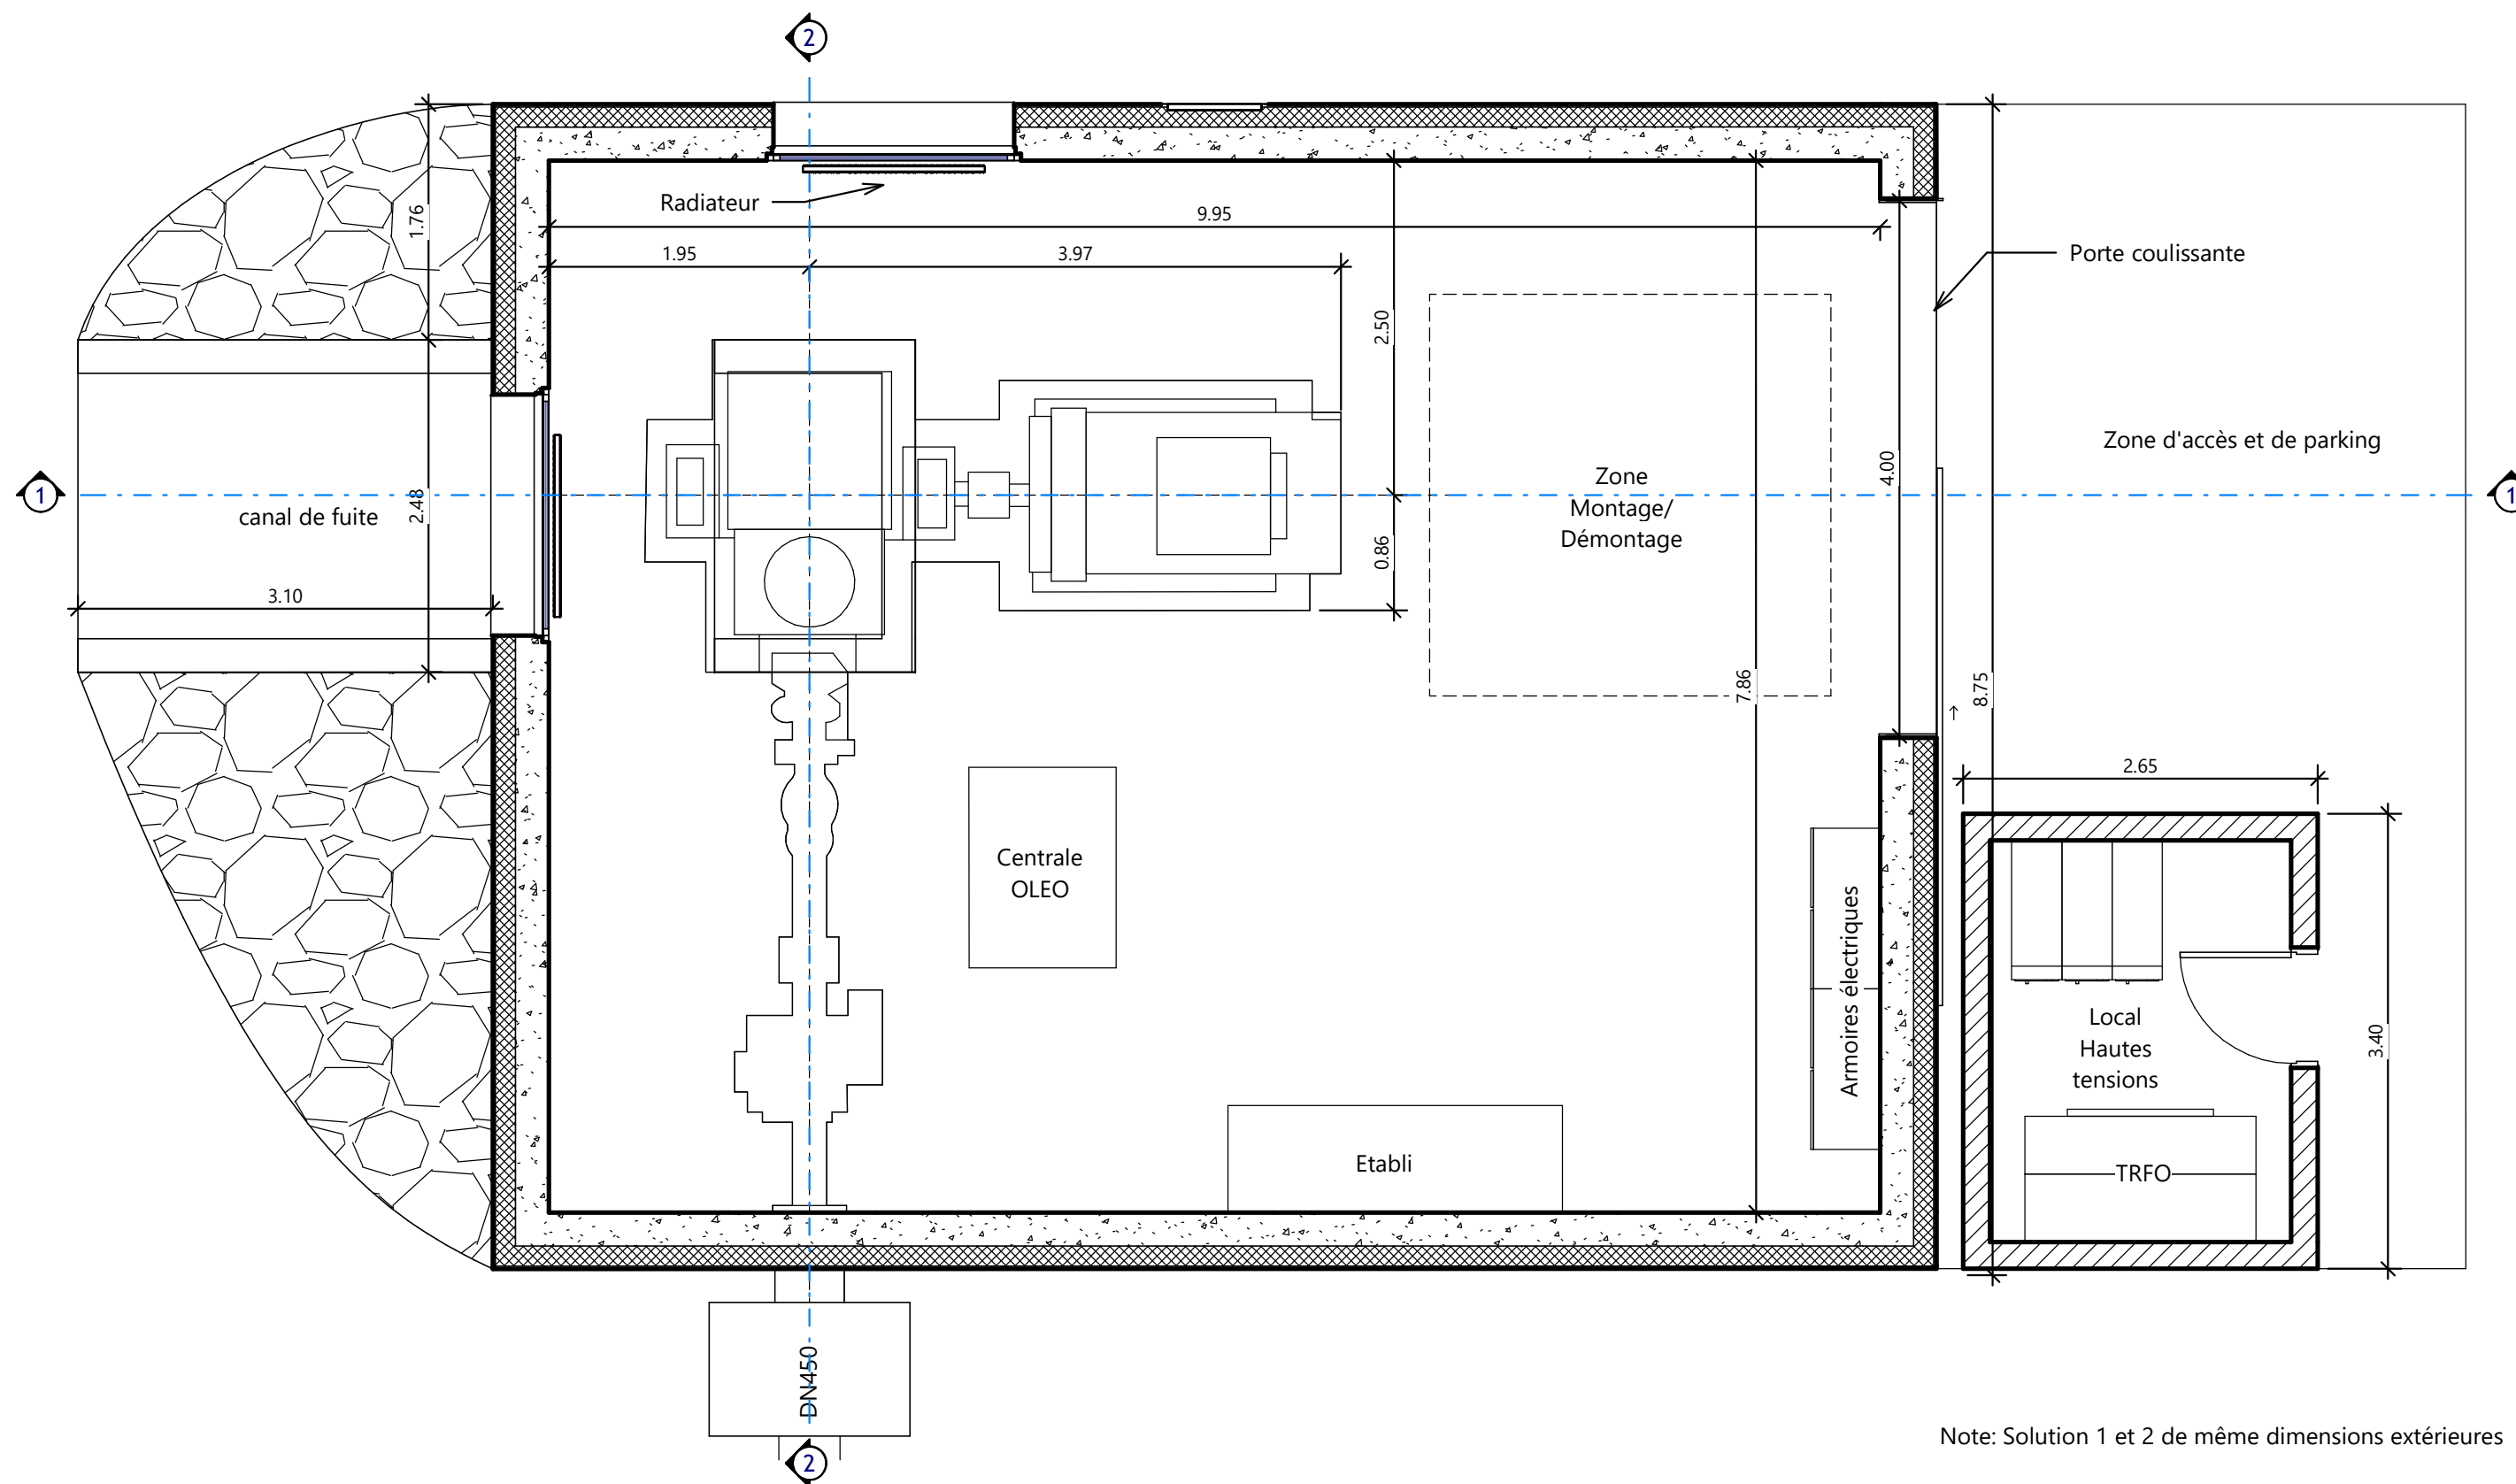 2
1.76
Radiateur
9.95
1.95
3.97
Porte coulissante
2.50
Zone d'accès et de parking
4.00
Zone
Montage/
Démontage
1
1
canal de fuite
2.48
0.86
3.10
7.86
8.75
↑
2.65
Centrale
OLEO
Armoires électriques
Local
Hautes
tensions
3.40
Etabli
TRFO
DN450
2
Note: Solution 1 et 2 de même dimensions extérieures